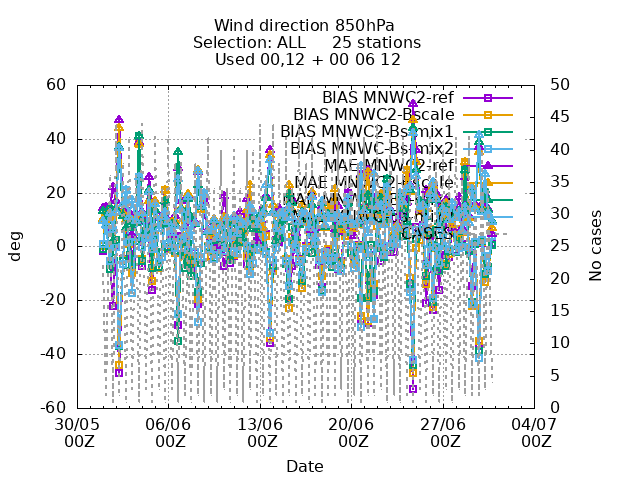 Wind direction 850hPa
Selection: ALL 25 stations
Used 00,12 + 00 06 12
BIAS MNWC2-ref
BIAS MNWC2-Bscale
BIAS MNWC2-Bsmix1
BIAS MNWC-Bsmix2
MAE MNWC2-ref
MAE MNWC2-Bscale
CASES
60
40
20
0
-20
-40
-60
deg
50
45
40
35
30
25
20
15
10
5
0
No cases
30/05 06/06 13/06 20/06 27/06 04/07
00Z 00Z 00Z 00Z 00Z 00Z
Date